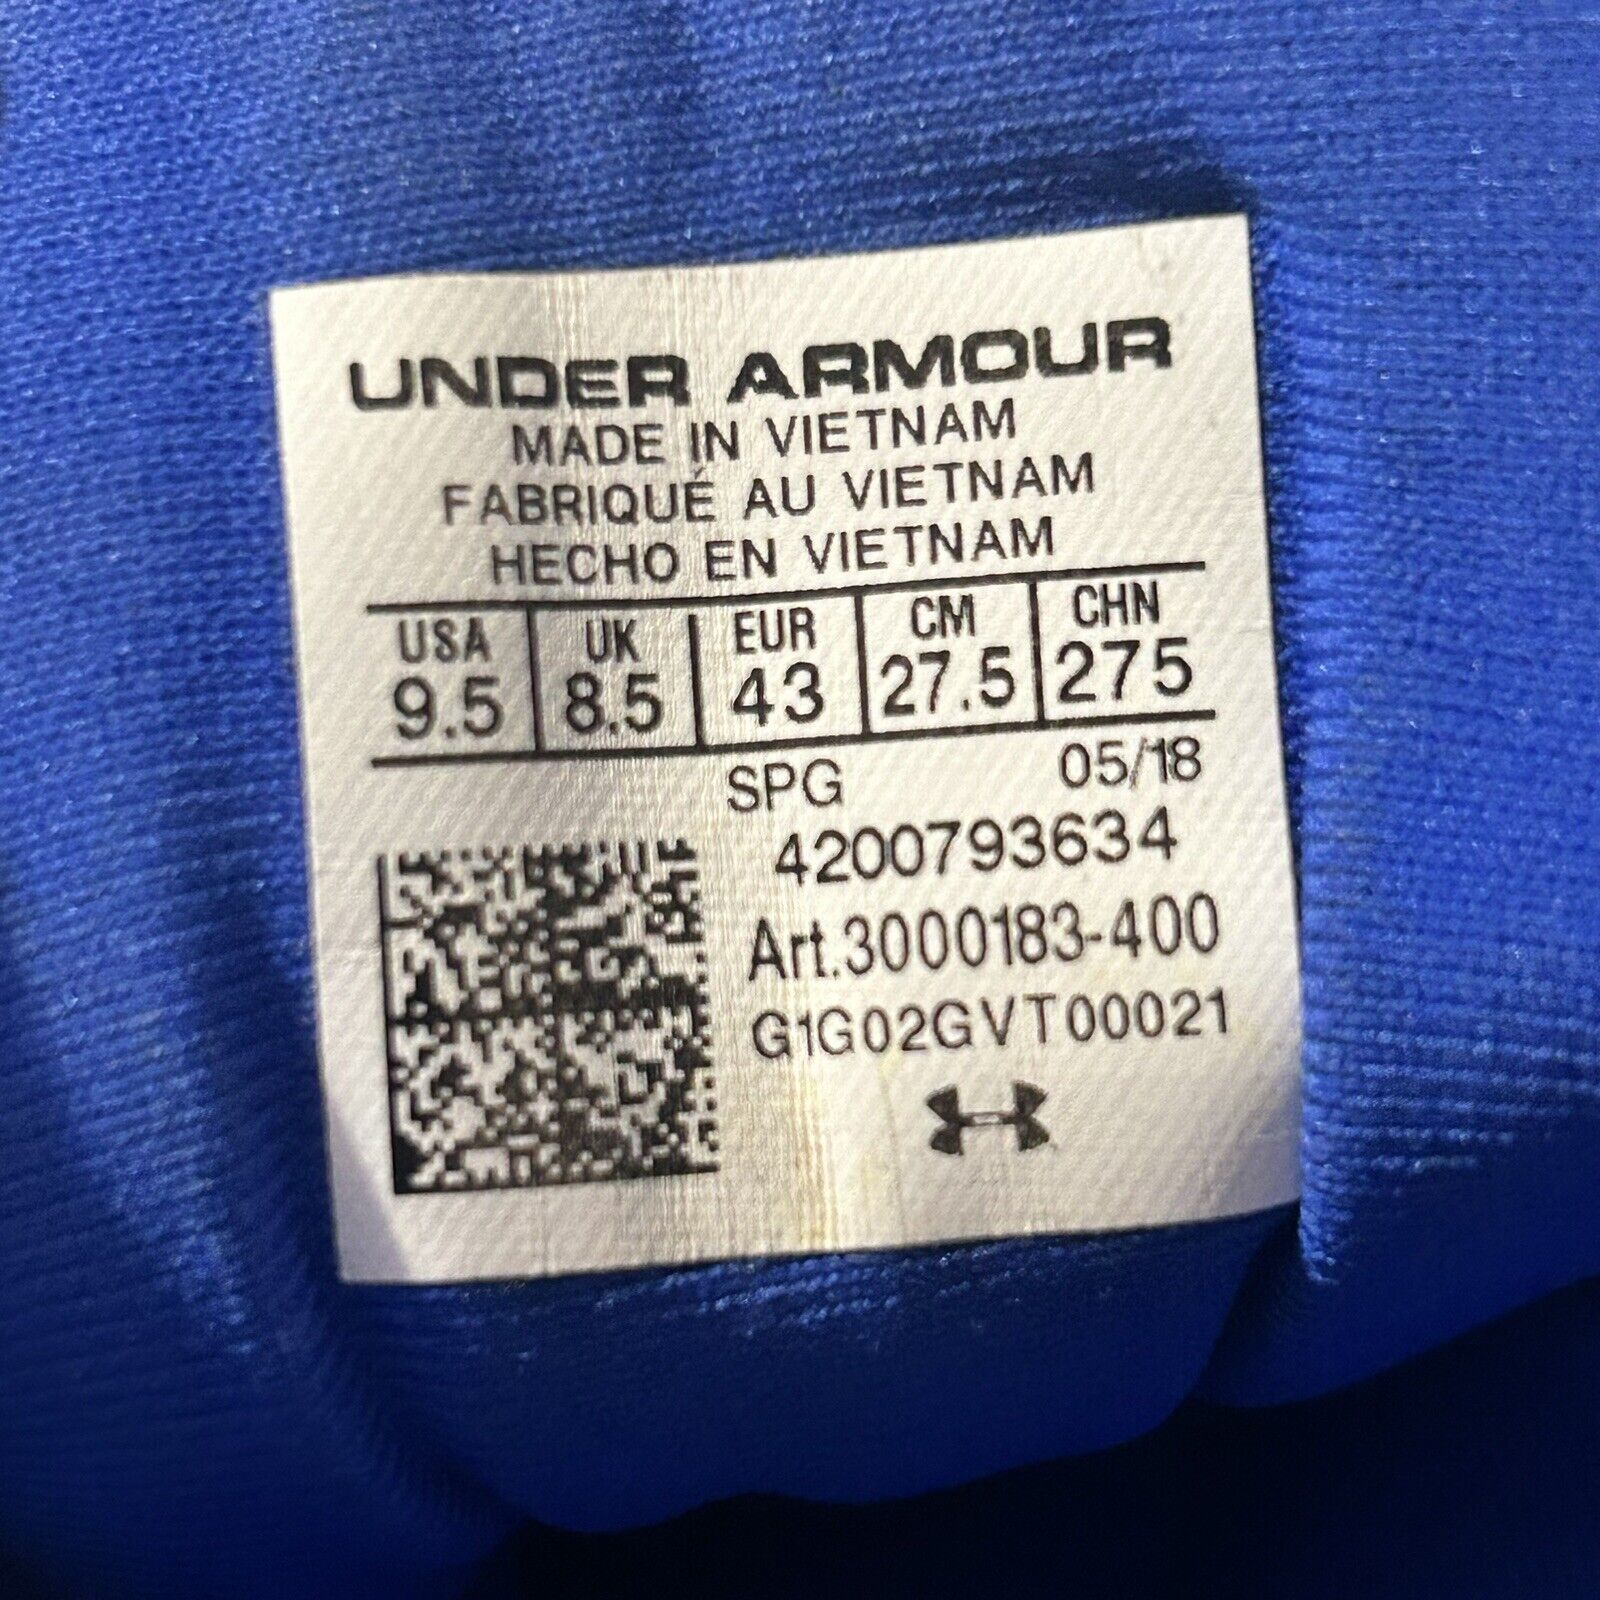 UNDER ARMOUR
MADE IN VIETNAM
FABRIQUÉ AU VIETNAM
HECHO EN VIETNAM
USA UK EUR CM CHN
9.5 8.5 43 27.5 275
SPG 05/18
4200793634
Art.3000183-400
G1G02GVT00021